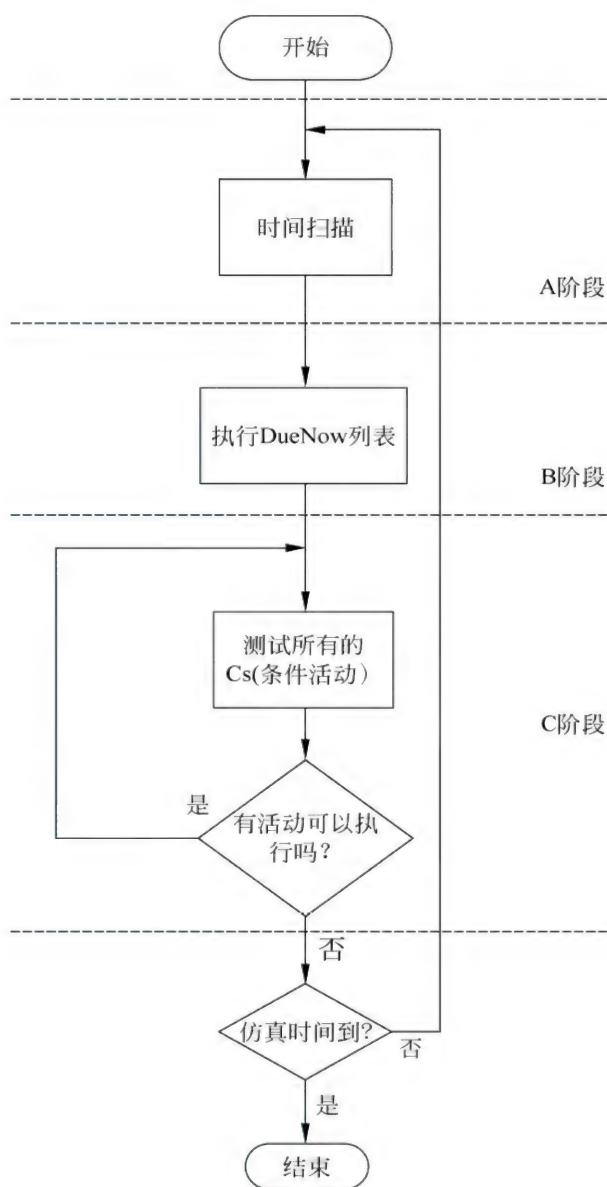 开始
时间扫描
A阶段
执行DueNow列表
B阶段
测试所有的
Cs(条件活动）
C阶段
是
有活动可以执
行吗?
否
仿真时间到?
否
是
结束